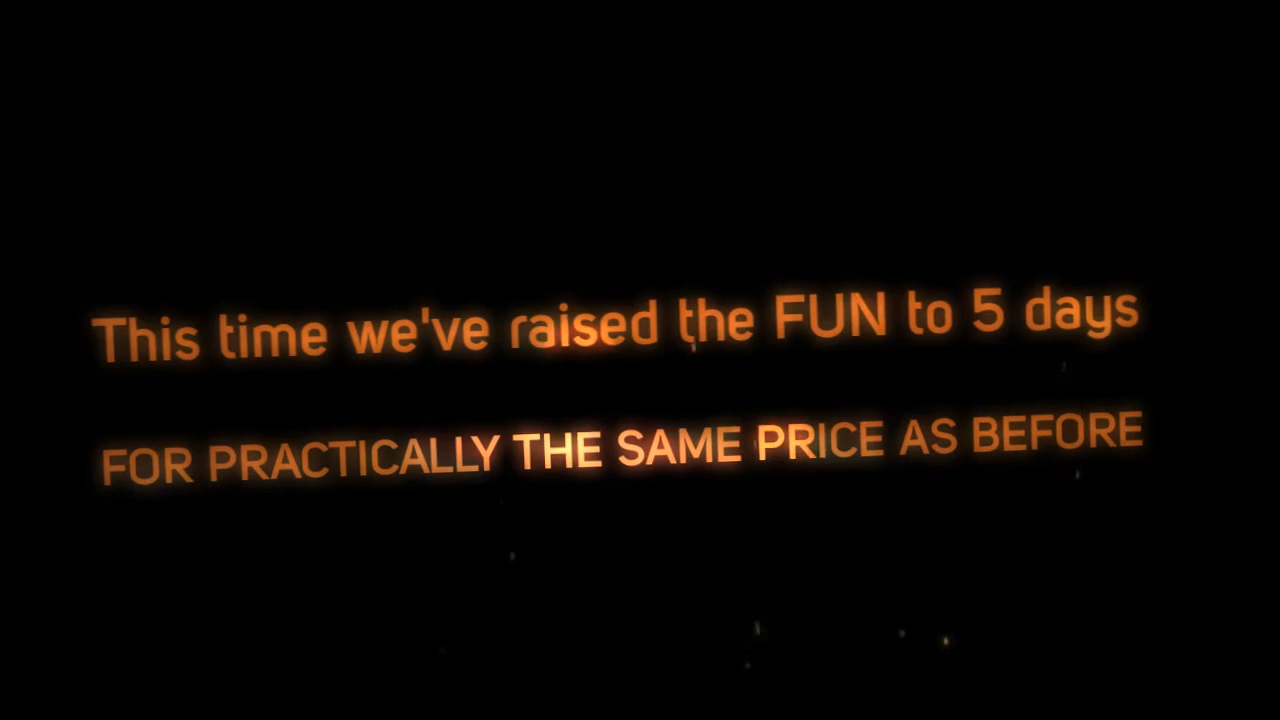 This time we've raised the FUN to 5 days
FOR PRACTICALLY THE SAME PRICE AS BEFORE